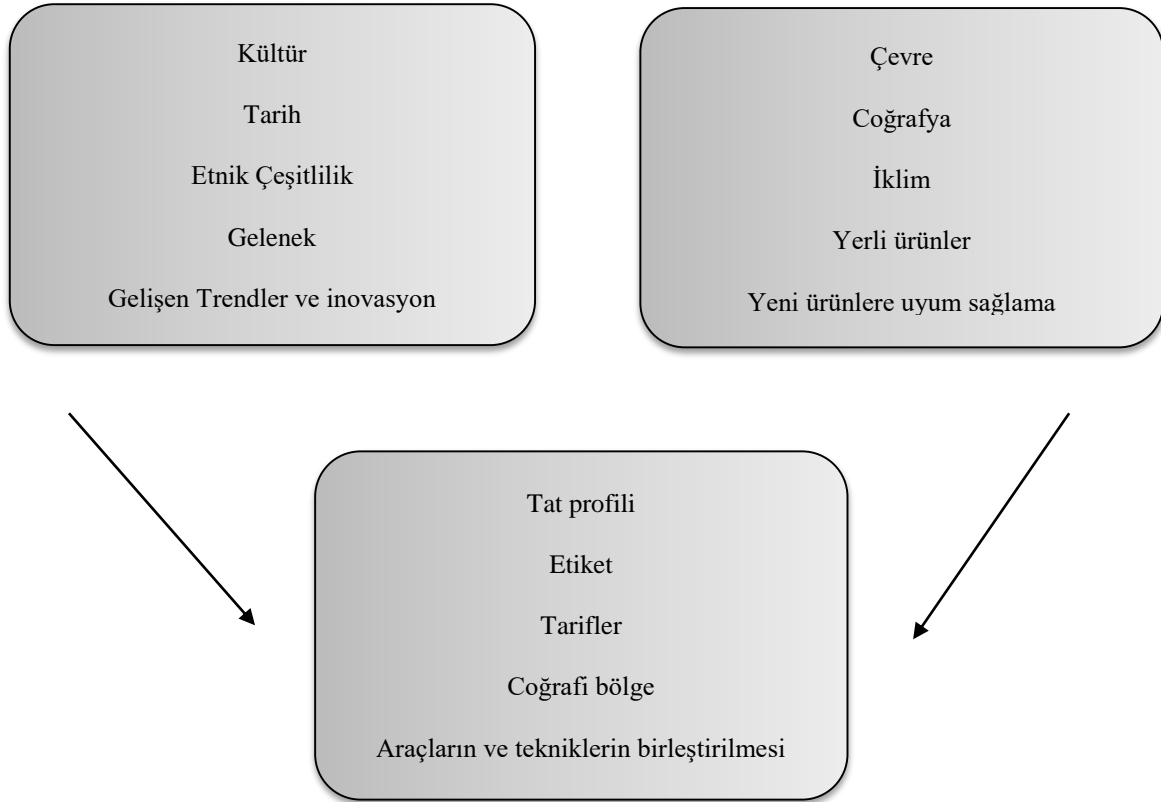 Kültür
Tarih
Etnik Çeşitlilik
Gelenek
Gelişen Trendler ve inovasyon
Çevre
Coğrafya
İklim
Yerli ürünler
Yeni ürünlere uyum sağlama
Tat profili
Etiket
Tarifler
Coğrafi bölge
Araçların ve tekniklerin birleştirilmesi